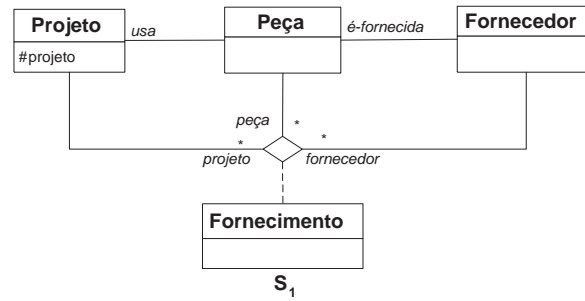 Projeto
usa
Peça
é-fornecida
Fornecedor
#projeto
peça
*
*
*
projeto
fornecedor
Fornecimento
S1